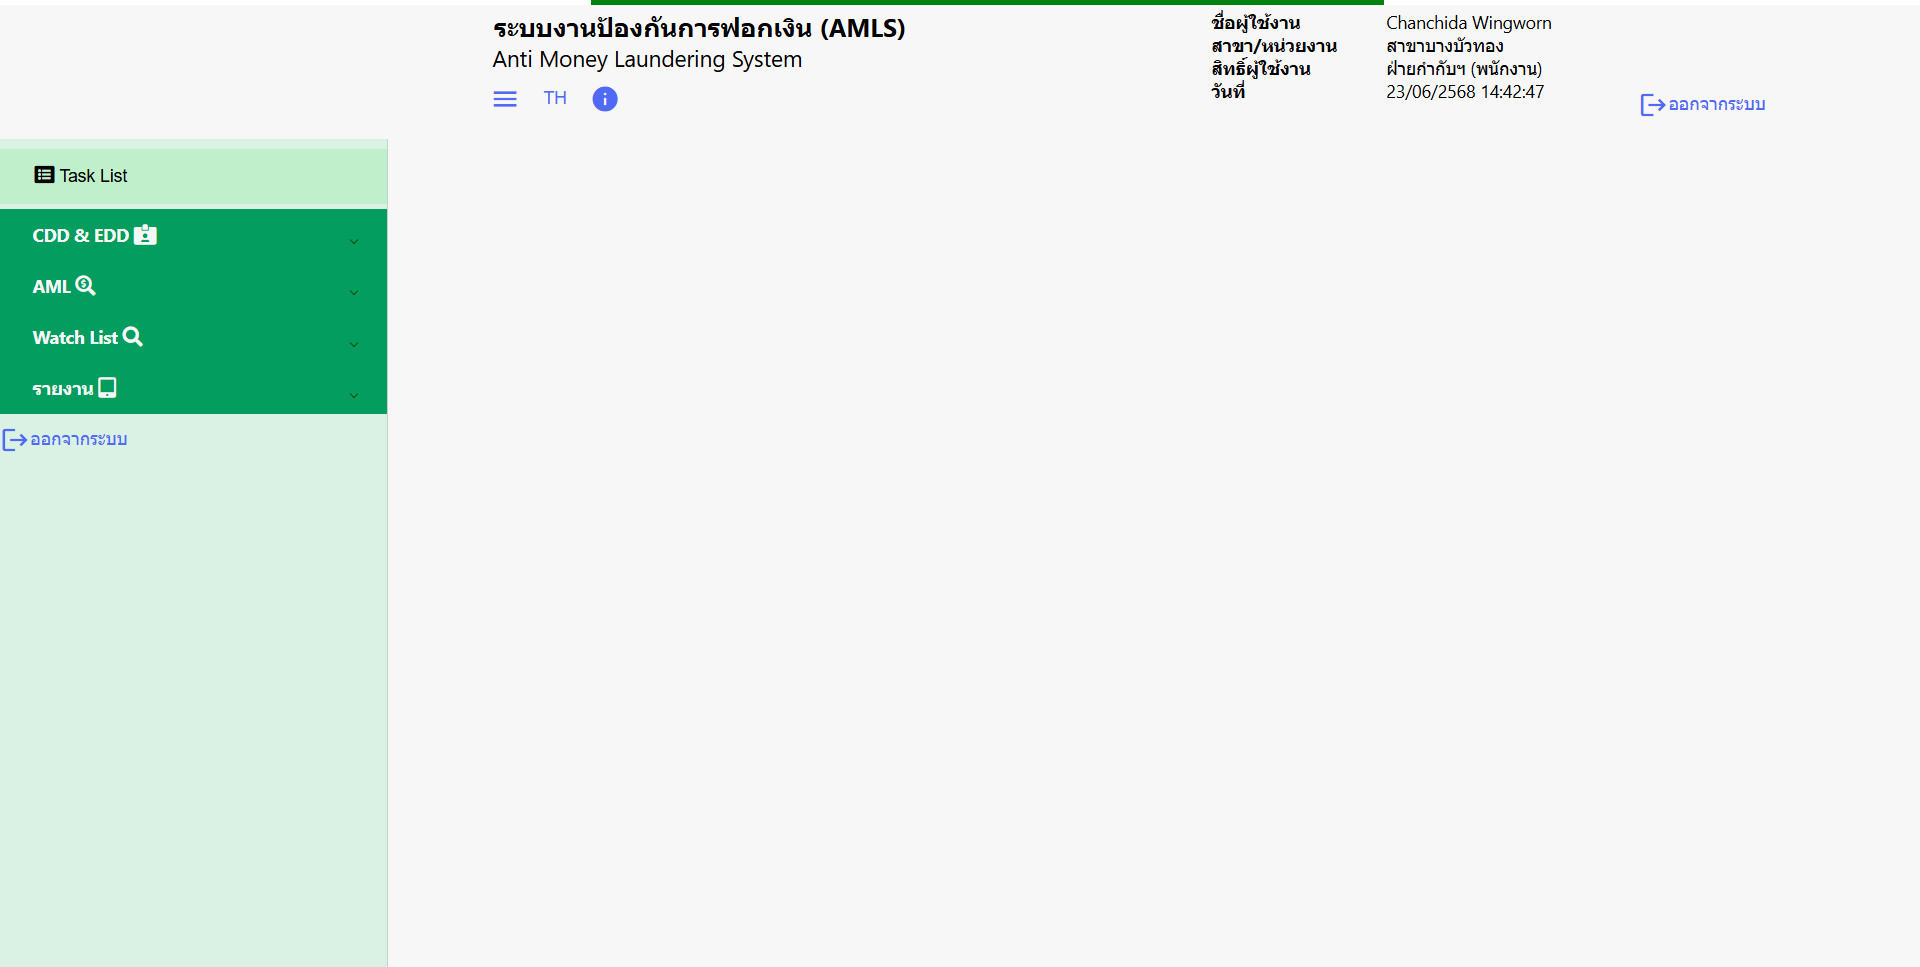 ระบบงานป้องกันการฟอกเงิน (AMLS)
Anti Money Laundering System
TH
ชื่อผู้ใช้งาน Chanchida Wingworn
สาขา/หน่วยงาน สาขาบางบัวทอง
สิทธิ์ผู้ใช้งาน ฝ่ายกำกับฯ (พนักงาน)
วันที่ 23/06/2568 14:42:47
ออกจากระบบ
Task List
CDD & EDD
AML
Watch List
รายงาน
ออกจากระบบ